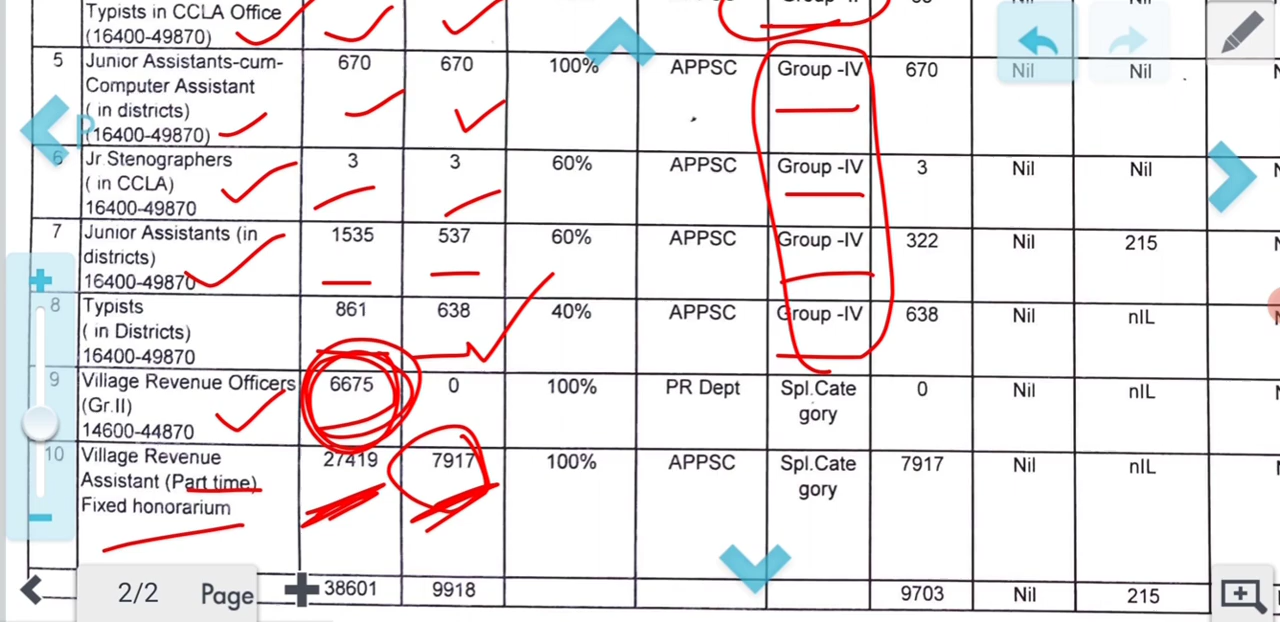 Typists in CCLA Office
(16400-49870)
5 Junior Assistants-cum- 670 670 100% APPSC Group -IV 670 Nil Nil
Computer Assistant
( in districts)
(16400-49870)
6 Jr Stenographers 3 3 60% APPSC Group -IV 3 Nil Nil
( in CCLA)
16400-49870
7 Junior Assistants (in 1535 537 60% APPSC Group -IV 322 Nil 215
districts)
16400-49870
8 Typists 861 638 40% APPSC Group -IV 638 Nil nIL
( in Districts)
16400-49870
9 Village Revenue Officers 6675 0 100% PR Dept Spl.Cate 0 Nil nIL
(Gr.II) gory
14600-44870
10 Village Revenue 27419 7917 100% APPSC Spl.Cate 7917 Nil nIL
Assistant (Part time) gory
Fixed honorarium
38601 9918 9703 Nil 215
2/2 Page